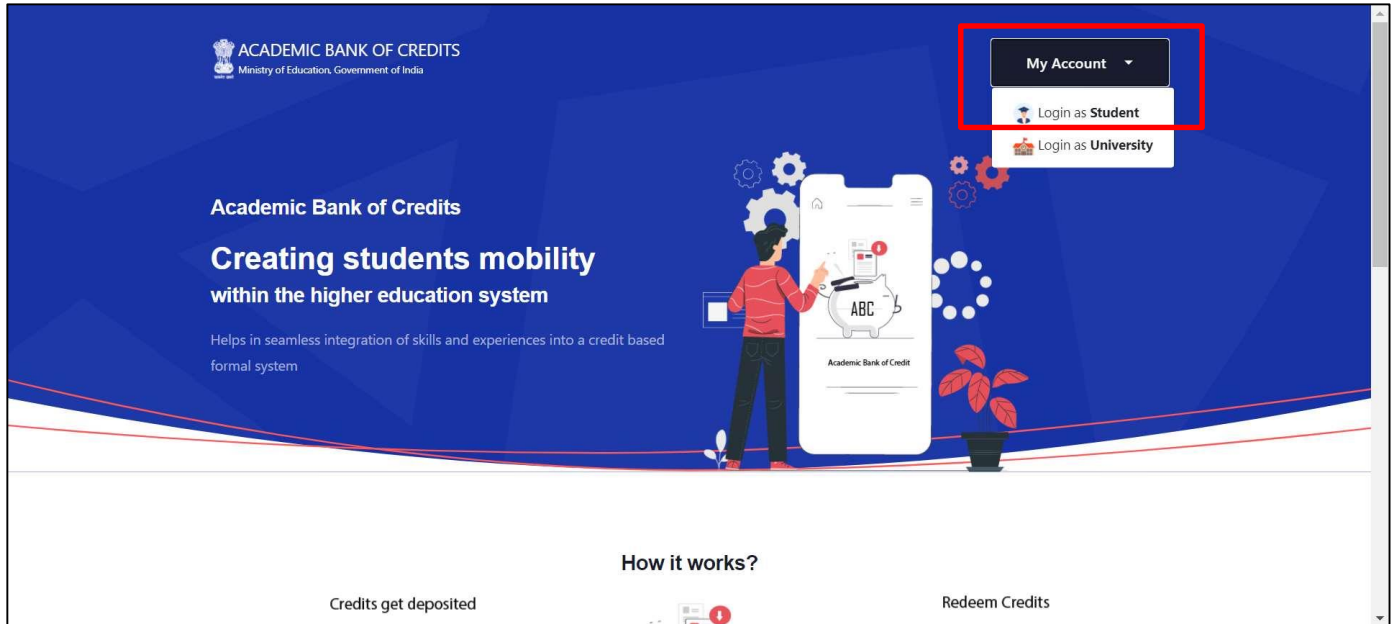 ACADEMIC BANK OF CREDITS
Ministry of Education, Government of India
My Account
Login as Student
Login as University
Academic Bank of Credits
Creating students mobility
within the higher education system
Helps in seamless integration of skills and experiences into a credit based
formal system
ABC
Academic Bank of Credit
How it works?
Credits get deposited
Redeem Credits